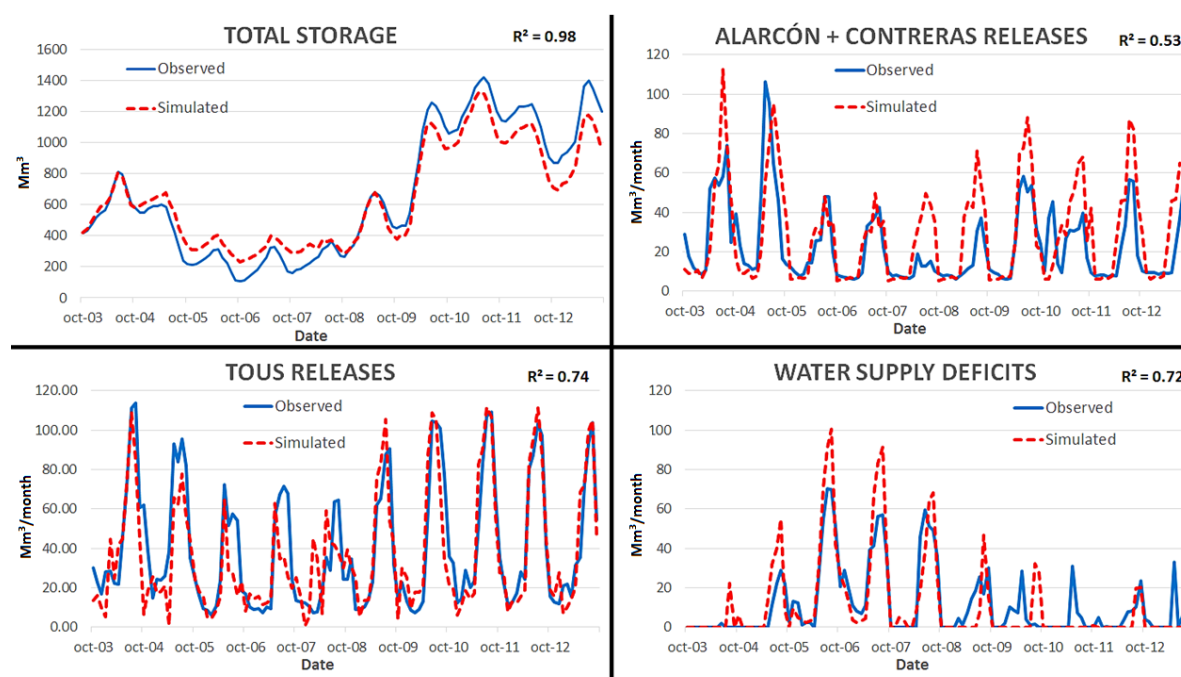 TOTAL STORAGE
R² = 0.98
Observed
Simulated
Mm³
1600
1400
1200
1000
800
600
400
200
0
oct-03 oct-04 oct-05 oct-06 oct-07 oct-08 oct-09 oct-10 oct-11 oct-12
Date
ALARCÓN + CONTRERAS RELEASES
R² = 0.53
Observed
Simulated
Mm³/month
120
100
80
60
40
20
0
oct-03 oct-04 oct-05 oct-06 oct-07 oct-08 oct-09 oct-10 oct-11 oct-12
Date
TOUS RELEASES
R² = 0.74
Observed
Simulated
Mm³/month
120.00
100.00
80.00
60.00
40.00
20.00
0.00
oct-03 oct-04 oct-05 oct-06 oct-07 oct-08 oct-09 oct-10 oct-11 oct-12
Date
WATER SUPPLY DEFICITS
R² = 0.72
Observed
Simulated
Mm³/month
120
100
80
60
40
20
0
oct-03 oct-04 oct-05 oct-06 oct-07 oct-08 oct-09 oct-10 oct-11 oct-12
Date